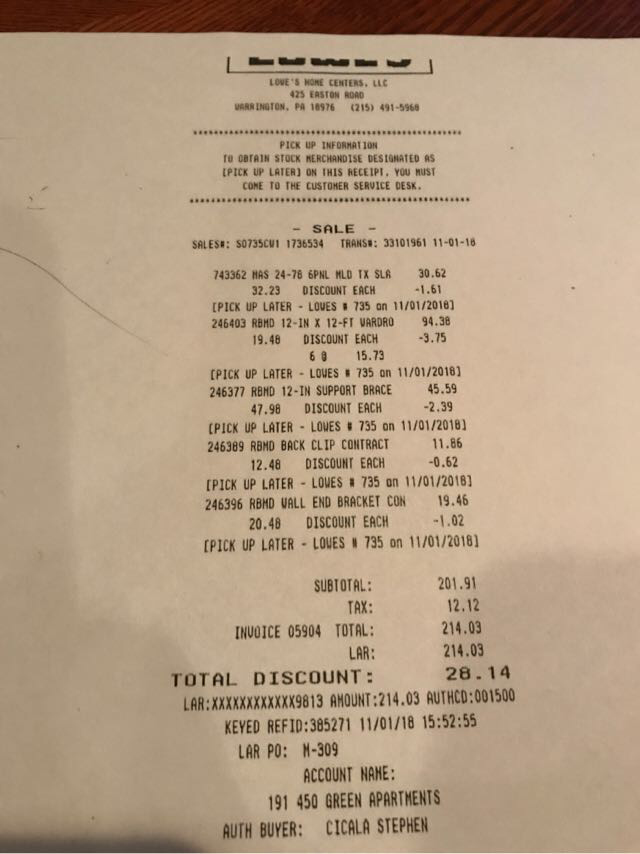 LOWE'S HOME CENTERS, LLC
425 EASTON ROAD
WARRINGTON, PA 18976 (215) 491-5968
PICK UP INFORMATION
TO OBTAIN STOCK MERCHANDISE DESIGNATED AS
[PICK UP LATER] ON THIS RECEIPT, YOU MUST
COME TO THE CUSTOMER SERVICE DESK.
- SALE -
SALES#: S0735CW1 1736534 TRANS#: 33101961 11-01-18
743362 MAS 24-78 6PNL MLD TX SLR 30.62
32.23 DISCOUNT EACH -1.61
[PICK UP LATER - LOWES # 735 on 11/01/2018]
246403 RBMD 12-IN X 12-FT WARDRO 94.38
19.48 DISCOUNT EACH -3.75
6 @ 15.73
[PICK UP LATER - LOWES # 735 on 11/01/2018]
246377 RBMD 12-IN SUPPORT BRACE 45.59
47.98 DISCOUNT EACH -2.39
[PICK UP LATER - LOWES # 735 on 11/01/2018]
246389 RBMD BACK CLIP CONTRACT 11.86
12.48 DISCOUNT EACH -0.62
[PICK UP LATER - LOWES # 735 on 11/01/2018]
246396 RBMD WALL END BRACKET CON 19.46
20.48 DISCOUNT EACH -1.02
[PICK UP LATER - LOWES # 735 on 11/01/2018]
SUBTOTAL: 201.91
TAX: 12.12
INVOICE 05904 TOTAL: 214.03
LAR: 214.03
TOTAL DISCOUNT: 28.14
LAR:XXXXXXXXXXXX9813 AMOUNT:214.03 AUTHCD:001500
KEYED REFID:385271 11/01/18 15:52:55
LAR PO: M-309
ACCOUNT NAME:
191 450 GREEN APARTMENTS
AUTH BUYER: CICALA STEPHEN